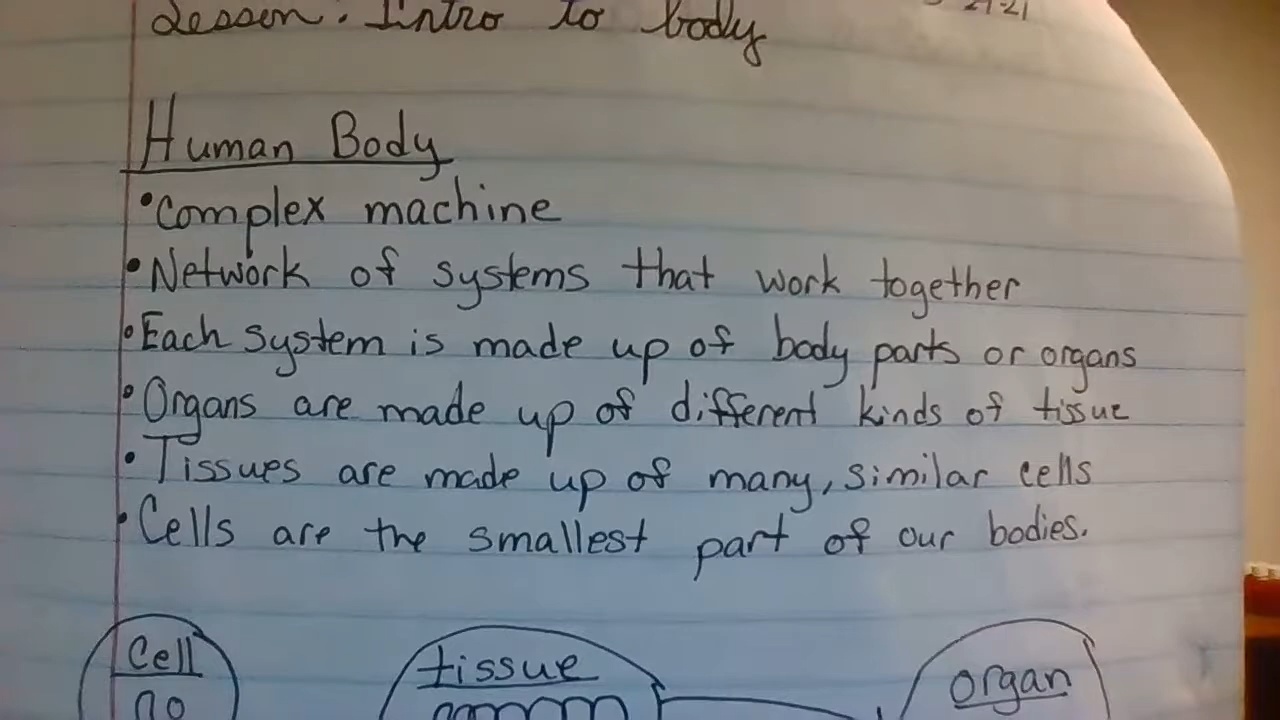 Lesson: Intro to body
Human Body
• Complex machine
• Network of systems that work together
• Each system is made up of body parts or organs
• Organs are made up of different kinds of tissue
• Tissues are made up of many, similar cells
• Cells are the smallest part of our bodies.
Cell tissue organ